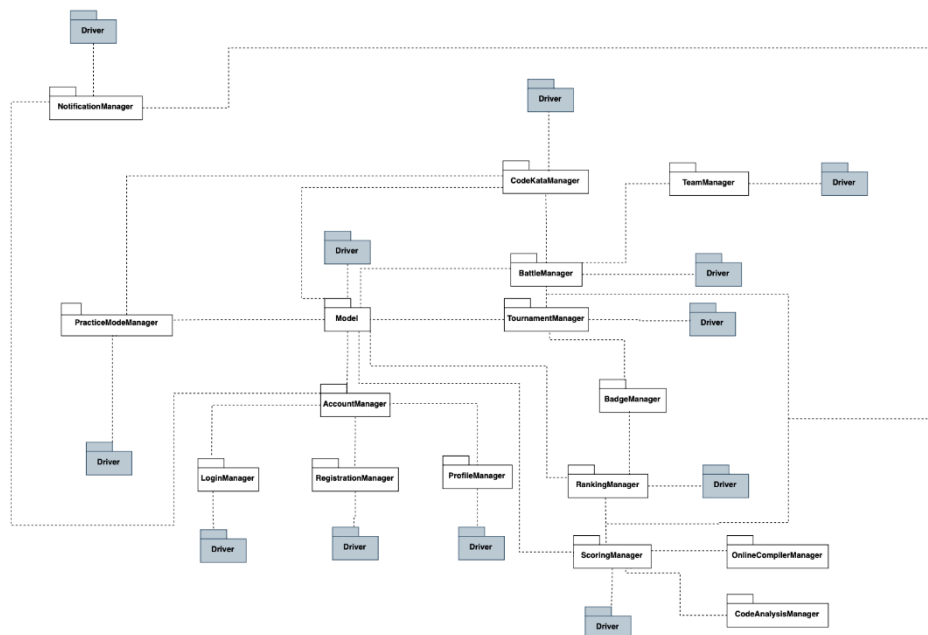 Driver
NotificationManager
Driver
CodeKataManager
TeamManager
Driver
Driver
BattleManager
Driver
PracticeModeManager
Model
TournamentManager
Driver
AccountManager
BadgeManager
Driver
LoginManager
RegistrationManager
ProfileManager
RankingManager
Driver
Driver
Driver
Driver
ScoringManager
OnlineCompilerManager
CodeAnalysisManager
Driver